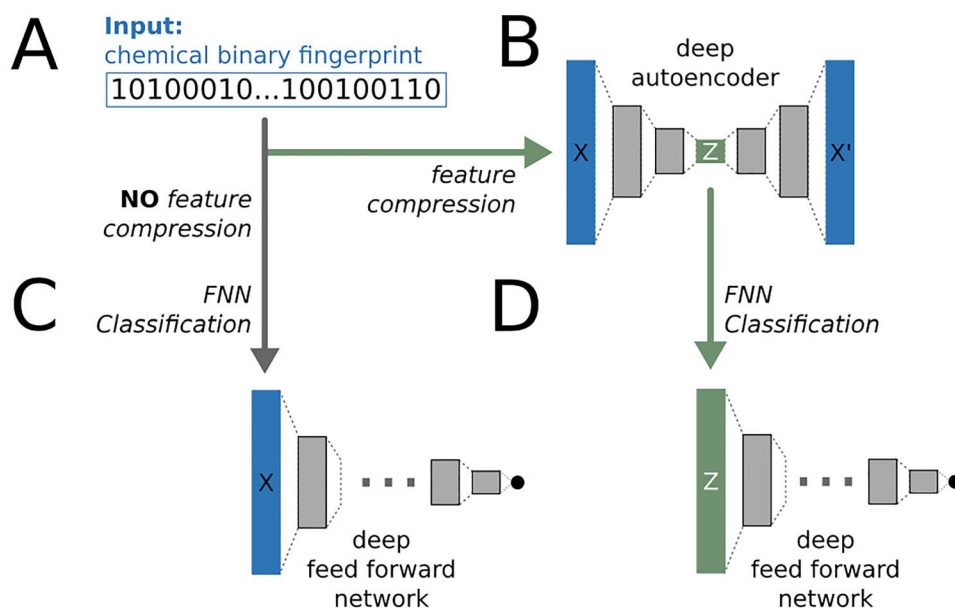 A
Input:
chemical binary fingerprint
10100010...100100110
B
deep
autoencoder
X
Z
X'
feature
compression
NO feature
compression
C
FNN
Classification
D
FNN
Classification
X
deep
feed forward
network
Z
deep
feed forward
network